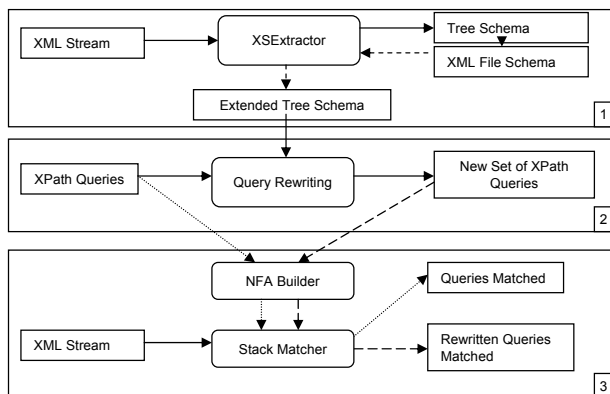 XML Stream
XSExtractor
Tree Schema
XML File Schema
Extended Tree Schema
1
XPath Queries
Query Rewriting
New Set of XPath
Queries
2
NFA Builder
Queries Matched
XML Stream
Stack Matcher
Rewritten Queries
Matched
3